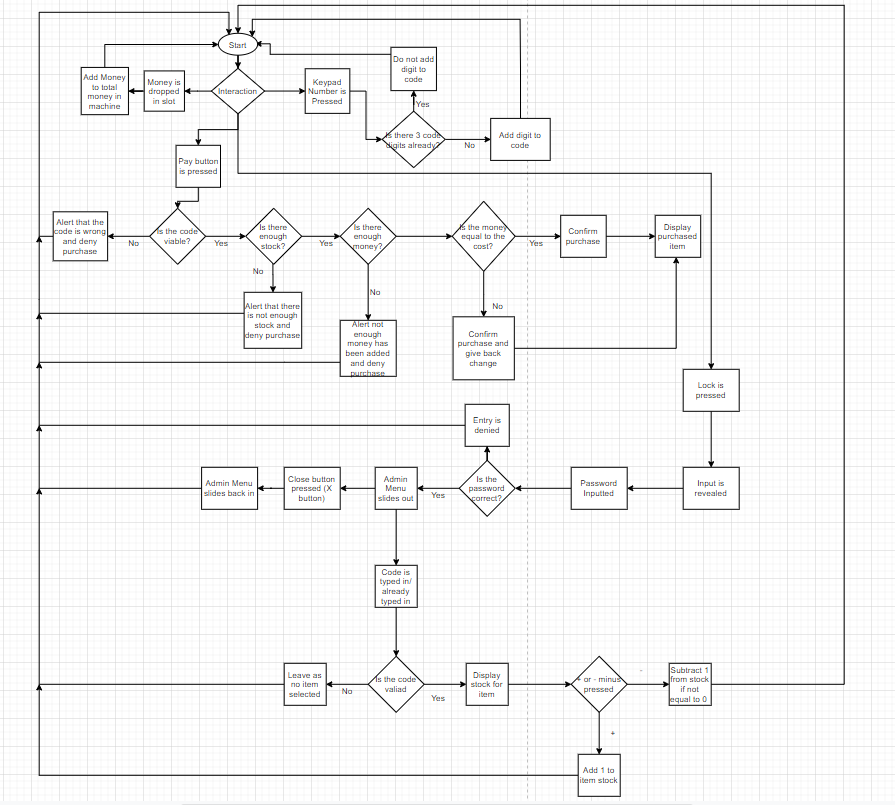 Start
Do not add
digit to
code
Add Money
to total
money in
machine
Money is
dropped
in slot
Interaction
Keypad
Number is
Pressed
Yes
Is there 3 code
digits already?
No
Add digit to
code
Pay button
is pressed
Alert that the
code is wrong
and deny
purchase
No
Is the code
viable?
Yes
Is there
enough
stock?
Yes
Is there
enough
money?
Is the money
equal to the
cost?
Yes
Confirm
purchase
Display
purchased
item
No
No
No
Alert that there
is not enough
stock and
deny purchase
Alert not
enough
money has
been added
and deny
purchase
Confirm
purchase and
give back
change
Lock is
pressed
Entry is
denied
Admin Menu
slides back in
Close button
pressed (X
button)
Admin
Menu
slides out
Yes
Is the
password
correct?
Password
Inputted
Input is
revealed
Code is
typed in/
already
typed in
Leave as
no item
selected
No
Is the code
valiad
Yes
Display
stock for
item
+ or - minus
pressed
-
Subtract 1
from stock
if not
equal to 0
+
Add 1 to
item stock